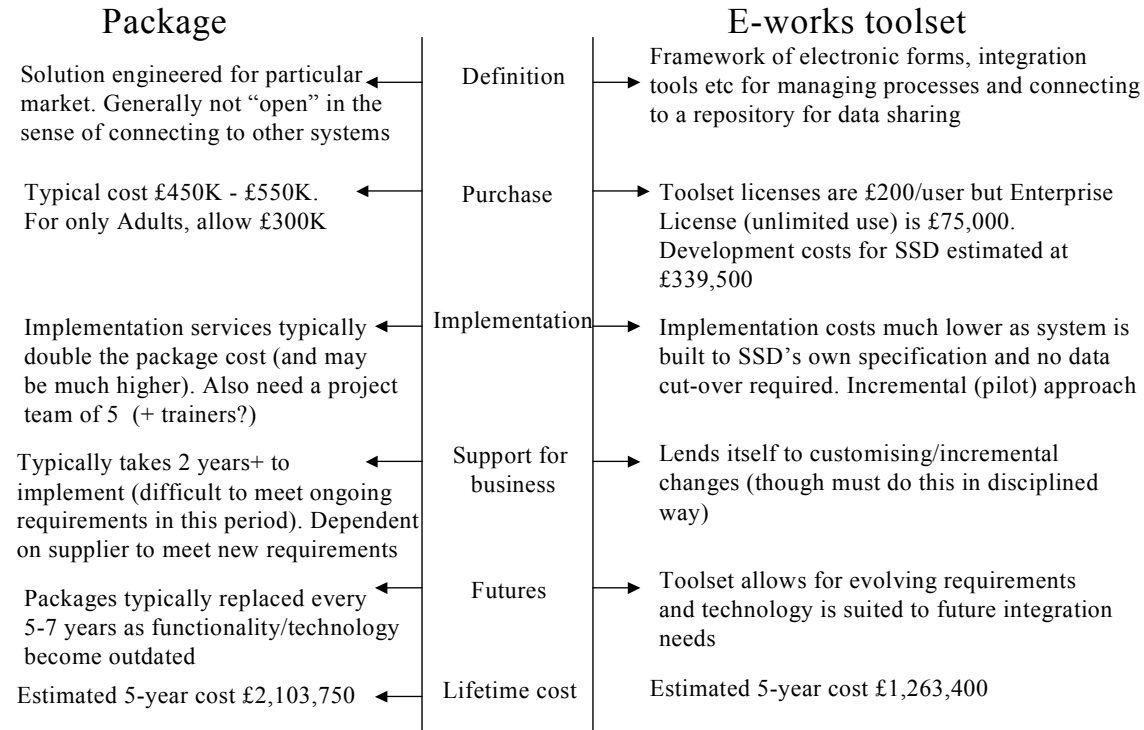 Package
E-works toolset
Solution engineered for particular
market. Generally not “open” in the
sense of connecting to other systems
Definition
Framework of electronic forms, integration
tools etc for managing processes and connecting
to a repository for data sharing
Typical cost £450K - £550K.
For only Adults, allow £300K
Purchase
Toolset licenses are £200/user but Enterprise
License (unlimited use) is £75,000.
Development costs for SSD estimated at
£339,500
Implementation services typically
double the package cost (and may
be much higher). Also need a project
team of 5 (+ trainers?)
Implementation
Implementation costs much lower as system is
built to SSD’s own specification and no data
cut-over required. Incremental (pilot) approach
Typically takes 2 years+ to
implement (difficult to meet ongoing
requirements in this period). Dependent
on supplier to meet new requirements
Support for
business
Lends itself to customising/incremental
changes (though must do this in disciplined
way)
Packages typically replaced every
5-7 years as functionality/technology
become outdated
Futures
Toolset allows for evolving requirements
and technology is suited to future integration
needs
Estimated 5-year cost £2,103,750
Lifetime cost
Estimated 5-year cost £1,263,400